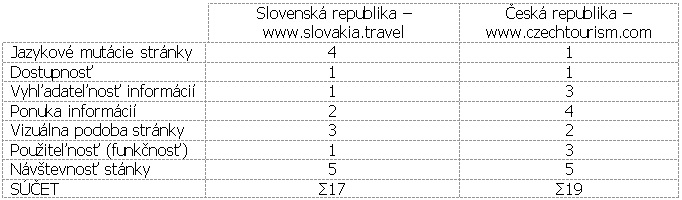 Slovenská republika – Česká republika –
www.slovakia.travel www.czechtourism.com
Jazykové mutácie stránky 4 1
Dostupnosť 1 1
Vyhľadateľnosť informácií 1 3
Ponuka informácií 2 4
Vizuálna podoba stránky 3 2
Použiteľnosť (funkčnosť) 1 3
Návštevnosť stánky 5 5
SÚČET Σ17 Σ19